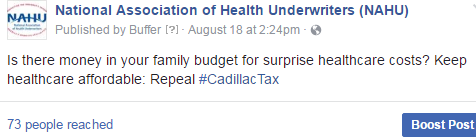 NAHU
National Association of Health Underwriters (NAHU)
Published by Buffer [?] · August 18 at 2:24pm ·
Is there money in your family budget for surprise healthcare costs? Keep
healthcare affordable: Repeal #CadillacTax
73 people reached
Boost Post